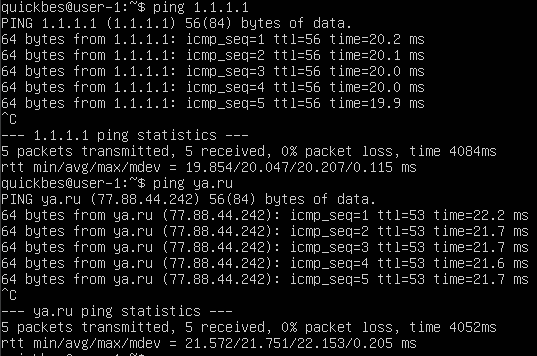 quickbes@user-1:~$ ping 1.1.1.1
PING 1.1.1.1 (1.1.1.1) 56(84) bytes of data.
64 bytes from 1.1.1.1: icmp_seq=1 ttl=56 time=20.2 ms
64 bytes from 1.1.1.1: icmp_seq=2 ttl=56 time=20.1 ms
64 bytes from 1.1.1.1: icmp_seq=3 ttl=56 time=20.0 ms
64 bytes from 1.1.1.1: icmp_seq=4 ttl=56 time=20.0 ms
64 bytes from 1.1.1.1: icmp_seq=5 ttl=56 time=19.9 ms
^C
--- 1.1.1.1 ping statistics ---
5 packets transmitted, 5 received, 0% packet loss, time 4084ms
rtt min/avg/max/mdev = 19.854/20.047/20.207/0.115 ms
quickbes@user-1:~$ ping ya.ru
PING ya.ru (77.88.44.242) 56(84) bytes of data.
64 bytes from ya.ru (77.88.44.242): icmp_seq=1 ttl=53 time=22.2 ms
64 bytes from ya.ru (77.88.44.242): icmp_seq=2 ttl=53 time=21.7 ms
64 bytes from ya.ru (77.88.44.242): icmp_seq=3 ttl=53 time=21.7 ms
64 bytes from ya.ru (77.88.44.242): icmp_seq=4 ttl=53 time=21.6 ms
64 bytes from ya.ru (77.88.44.242): icmp_seq=5 ttl=53 time=21.7 ms
^C
--- ya.ru ping statistics ---
5 packets transmitted, 5 received, 0% packet loss, time 4052ms
rtt min/avg/max/mdev = 21.572/21.751/22.153/0.205 ms